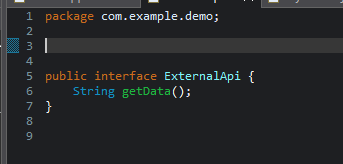 1 package com.example.demo;
2
3
4
5 public interface ExternalApi {
6 String getData();
7 }
8
9